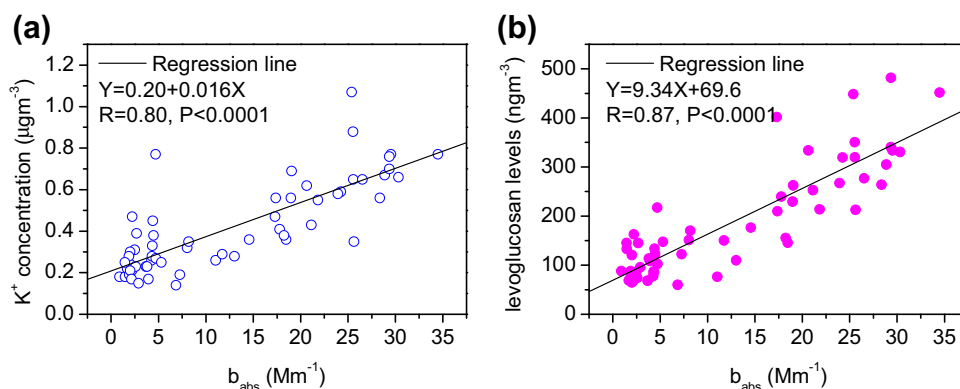 (a)
Regression line
Y=0.20+0.016X
R=0.80, P<0.0001
K⁺ concentration (μgm⁻³)
1.2
1.0
0.8
0.6
0.4
0.2
0.0
0 5 10 15 20 25 30 35
b_abs (Mm⁻¹)
(b)
Regression line
Y=9.34X+69.6
R=0.87, P<0.0001
levoglucosan levels (ngm⁻³)
500
400
300
200
100
0
0 5 10 15 20 25 30 35
b_abs (Mm⁻¹)